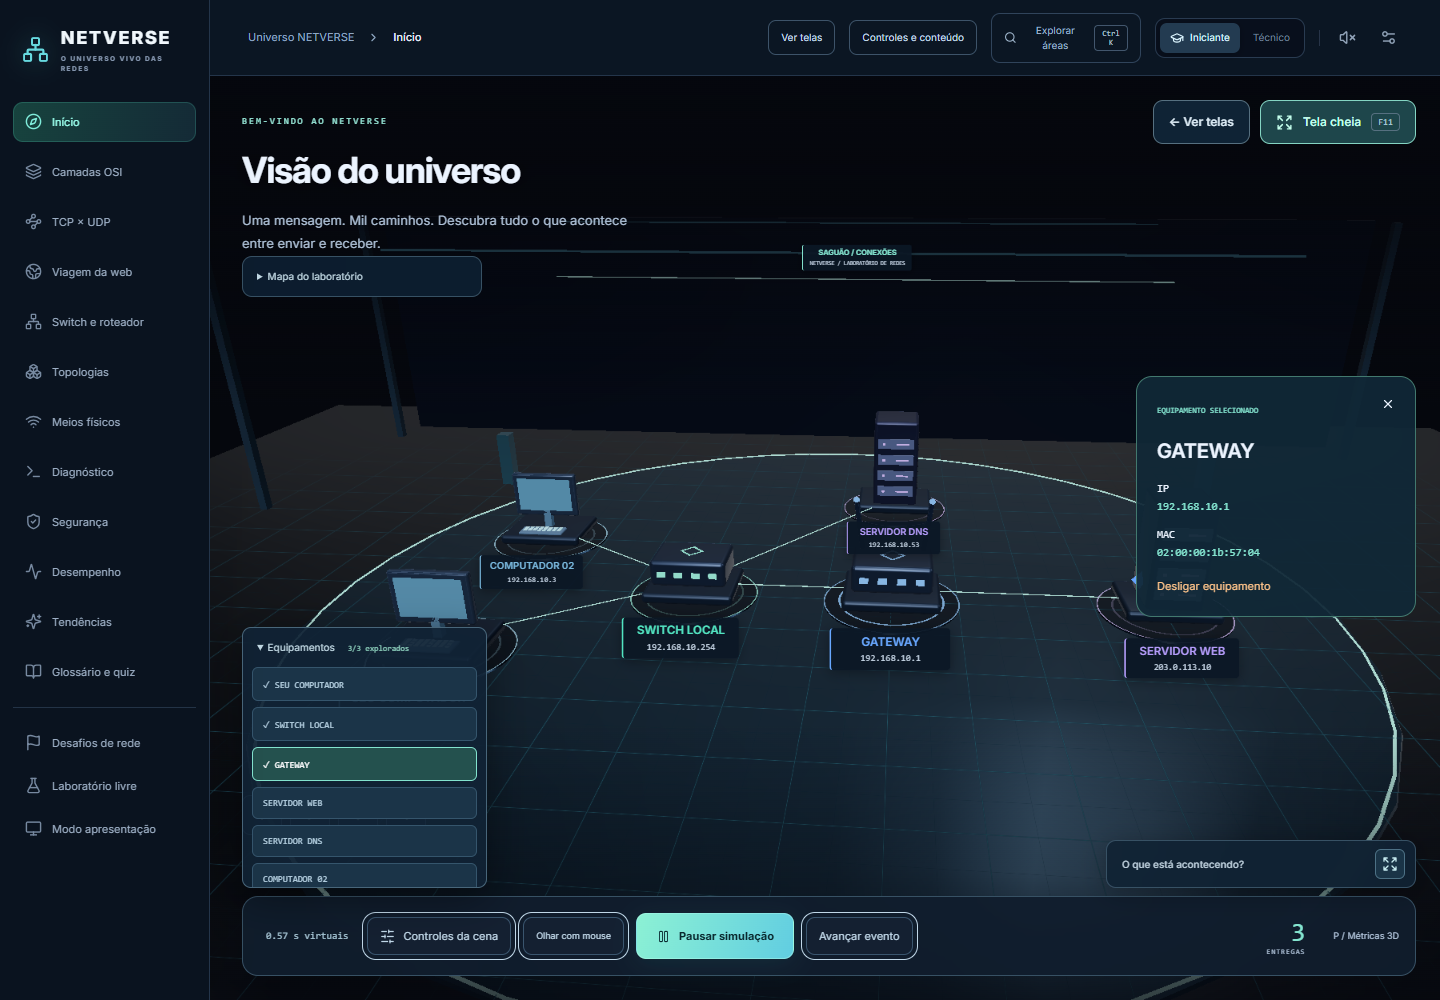 NETVERSE
O UNIVERSO VIVO DAS
REDES
Início
Camadas OSI
TCP × UDP
Viagem da web
Switch e roteador
Topologias
Meios físicos
Diagnóstico
Segurança
Desempenho
Tendências
Glossário e quiz
Desafios de rede
Laboratório livre
Modo apresentação
Universo NETVERSE > Início
Ver telas
Controles e conteúdo
Explorar
áreas
Ctrl
K
Iniciante
Técnico
BEM-VINDO AO NETVERSE
← Ver telas
Tela cheia F11
Visão do universo
Uma mensagem. Mil caminhos. Descubra tudo o que acontece
entre enviar e receber.
▸ Mapa do laboratório
SAGUÃO / CONEXÕES
NETVERSE / LABORATÓRIO DE REDES
EQUIPAMENTO SELECIONADO
GATEWAY
IP
192.168.10.1
MAC
02:00:00:1b:57:04
Desligar equipamento
COMPUTADOR 02
192.168.10.3
SERVIDOR DNS
192.168.10.53
SWITCH LOCAL
192.168.10.254
GATEWAY
192.168.10.1
SERVIDOR WEB
203.0.113.10
▾ Equipamentos 3/3 explorados
✓ SEU COMPUTADOR
✓ SWITCH LOCAL
✓ GATEWAY
SERVIDOR WEB
SERVIDOR DNS
COMPUTADOR 02
O que está acontecendo?
0.57 s virtuais
Controles da cena
Olhar com mouse
Pausar simulação
Avançar evento
3
ENTREGAS
P / Métricas 3D